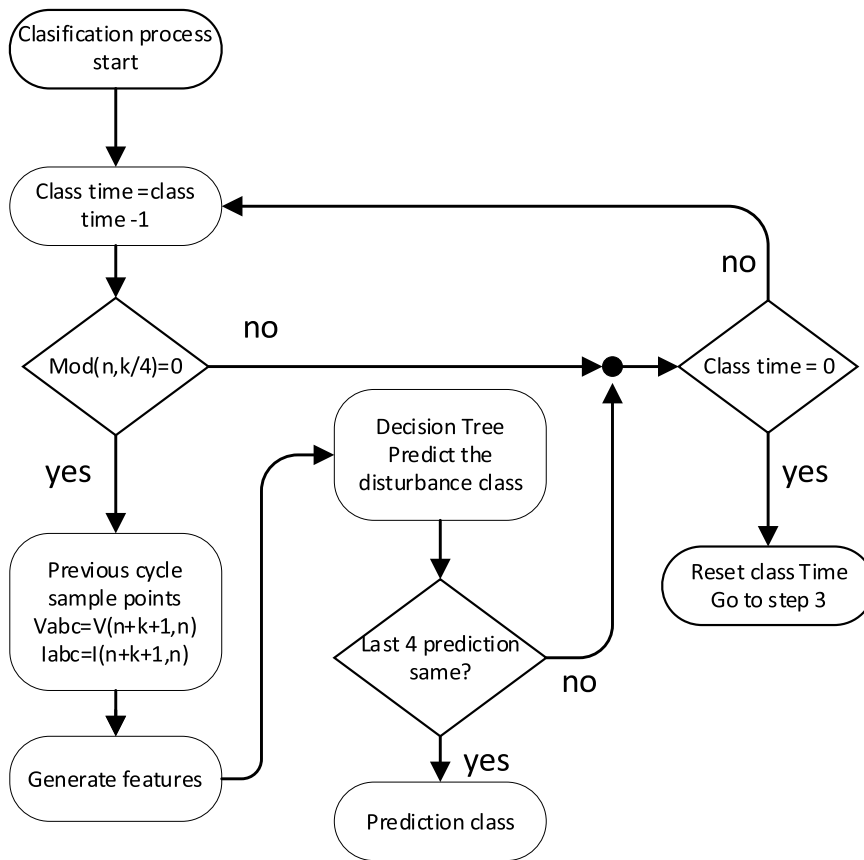 Clasification process
start
Class time =class
time -1
no
Mod(n,k/4)=0
no
Class time = 0
yes
Decision Tree
Predict the
disturbance class
yes
Previous cycle
sample points
Vabc=V(n+k+1,n)
Iabc=I(n+k+1,n)
Reset class Time
Go to step 3
Last 4 prediction
same?
no
Generate features
yes
Prediction class